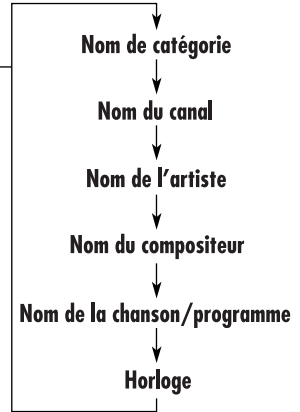 Nom de catégorie
Nom du canal
Nom de l'artiste
Nom du compositeur
Nom de la chanson/programme
Horloge